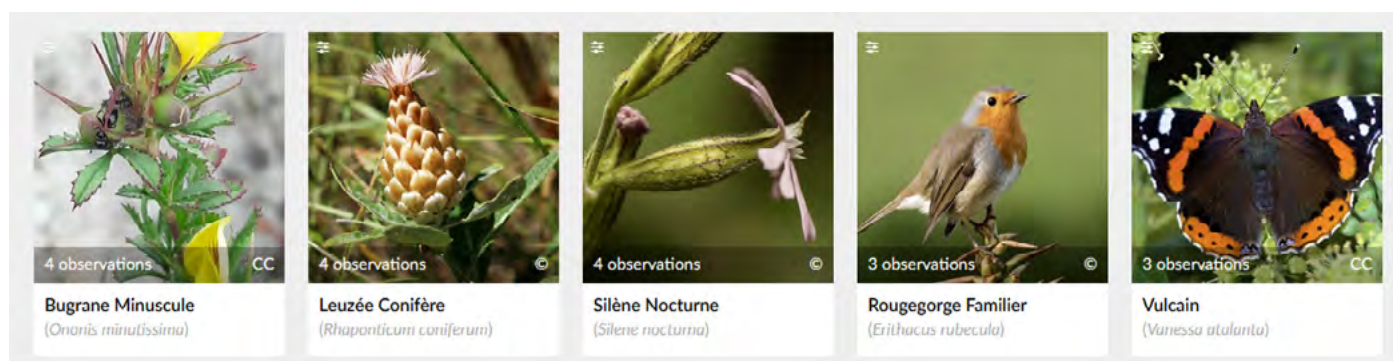 4 observations CC
Bugrane Minuscule
(Ononis minutissima)
4 observations ©
Leuzée Conifère
(Rhaponticum coniferum)
4 observations ©
Silène Nocturne
(Silene nocturna)
3 observations ©
Rougegorge Familier
(Erithacus rubecula)
3 observations CC
Vulcain
(Vanessa atalanta)